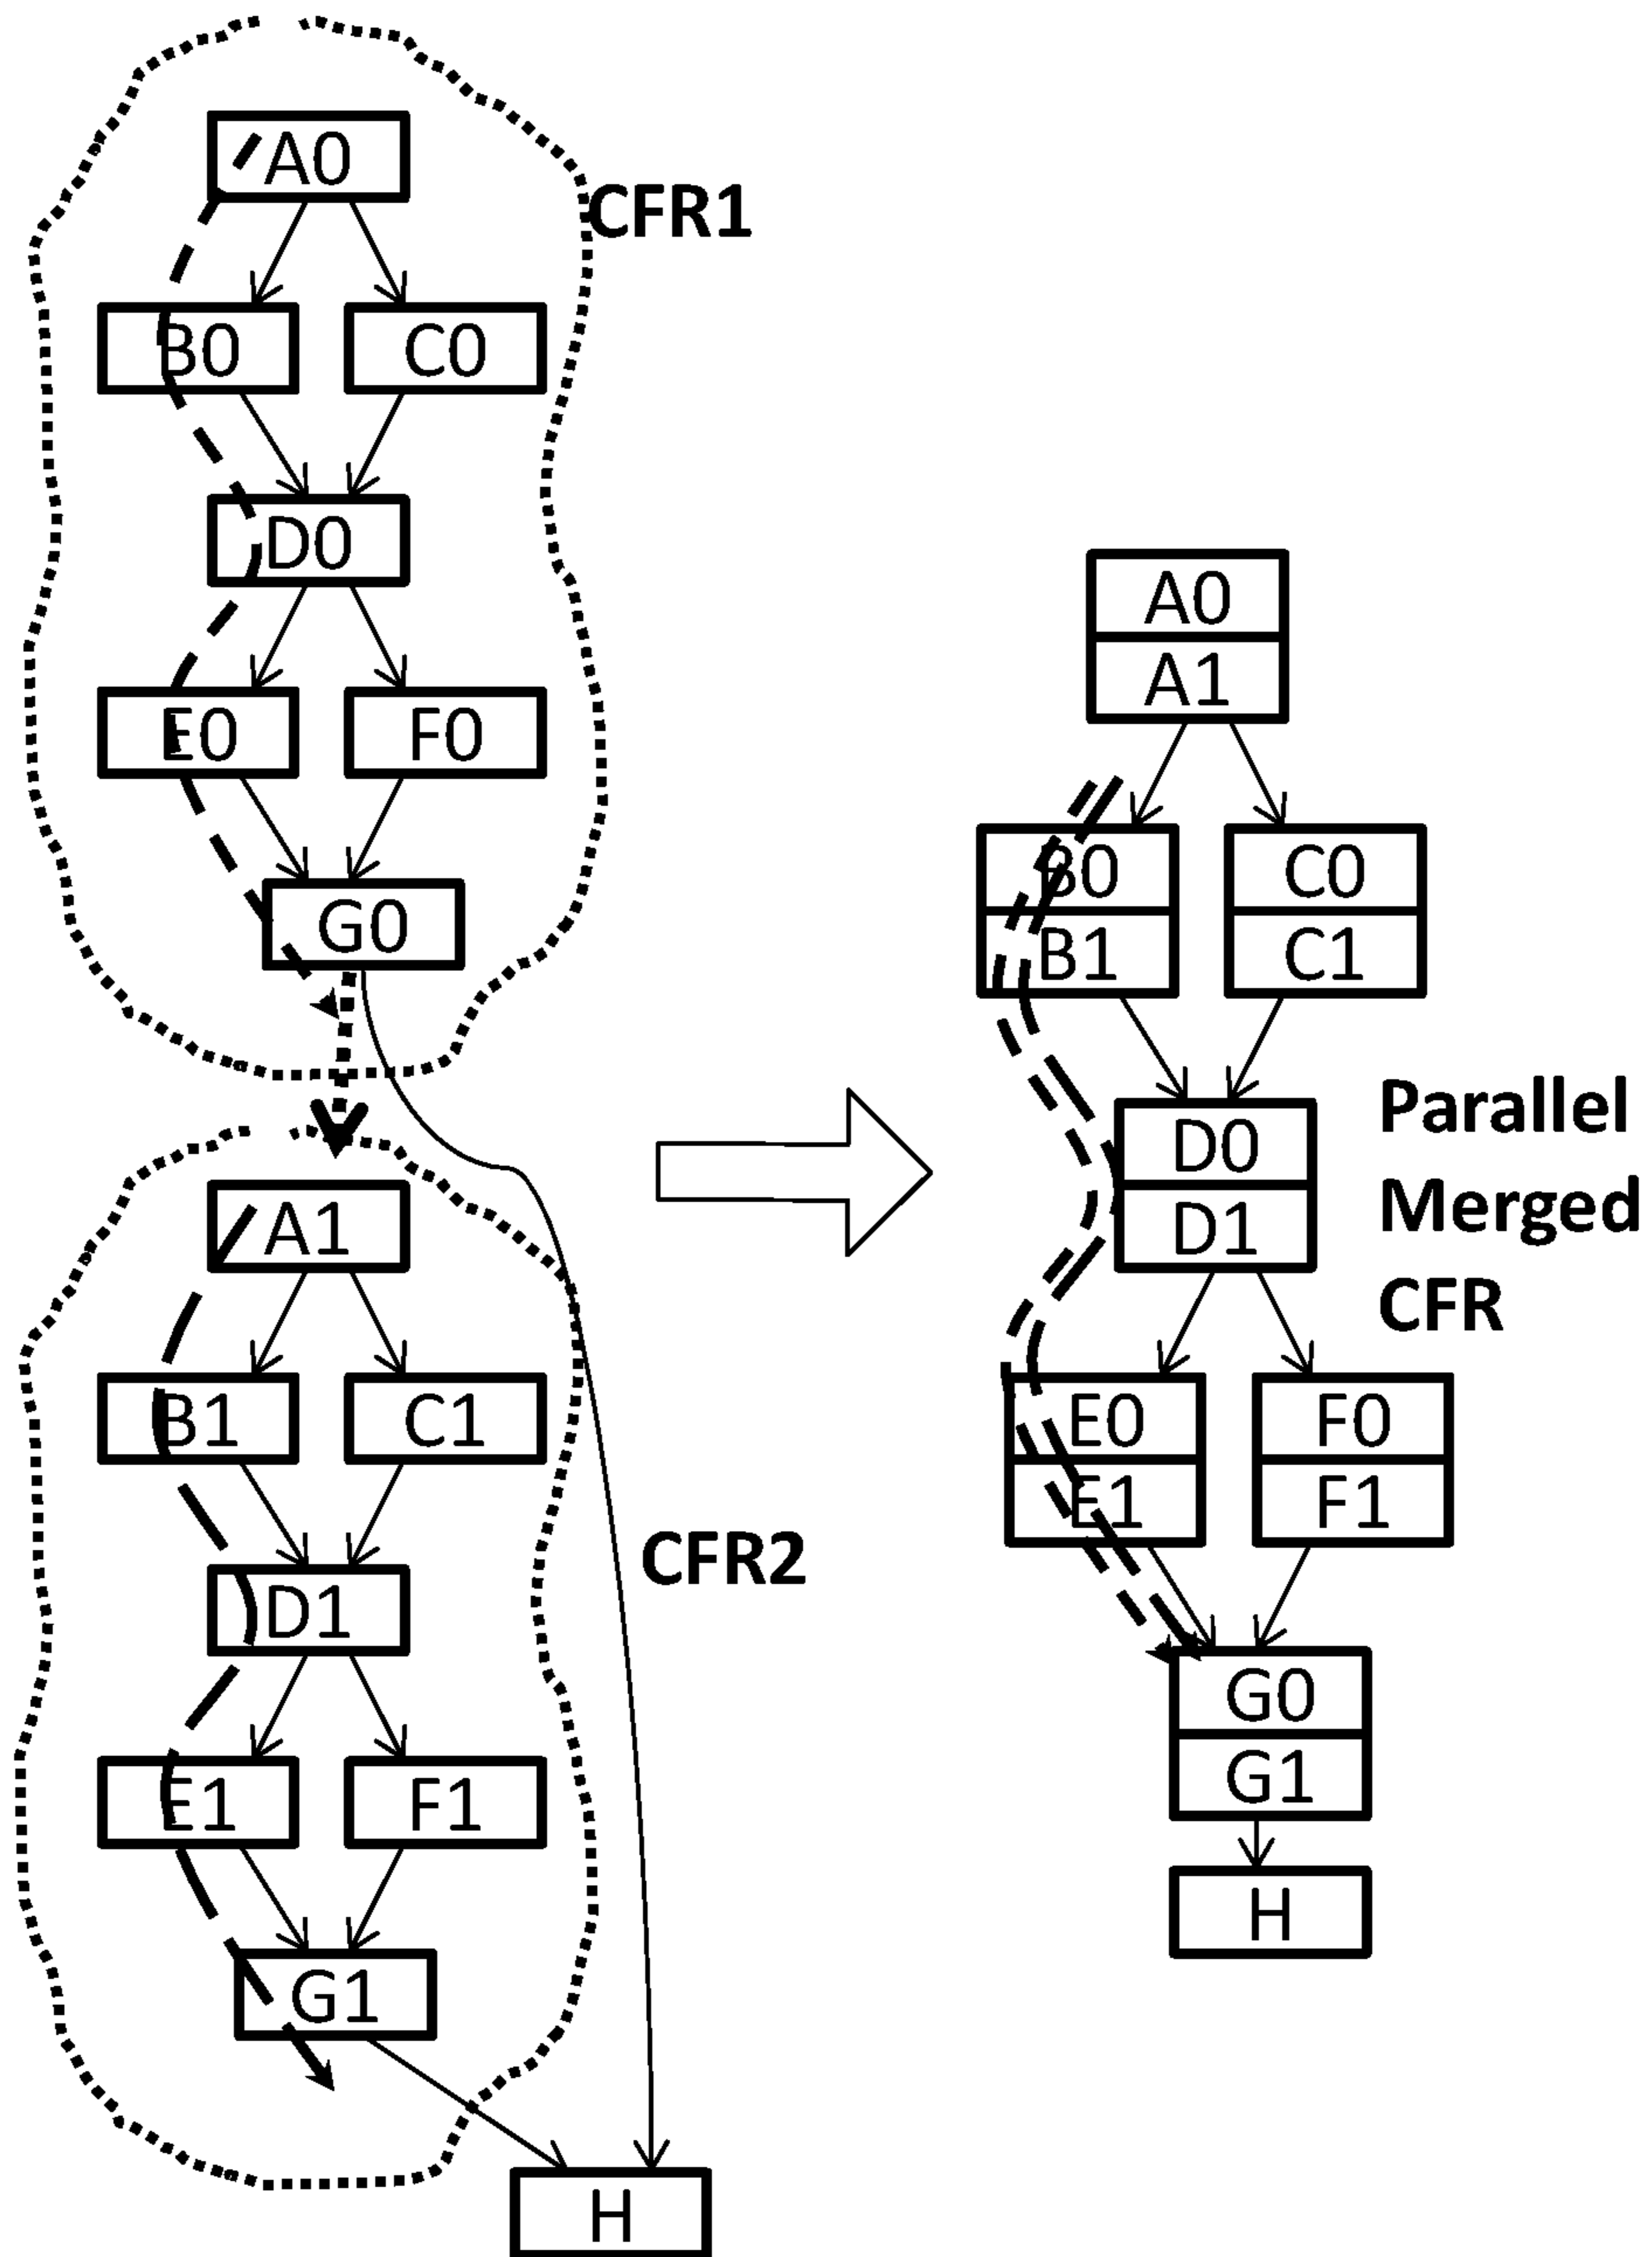 A0
CFR1
B0 C0
D0
E0 F0
G0
A1
B1 C1
D1
E1 F1
CFR2
G1
H
A0
A1
B0 C0
B1 C1
D0
D1
Parallel
Merged
CFR
E0 F0
E1 F1
G0
G1
H